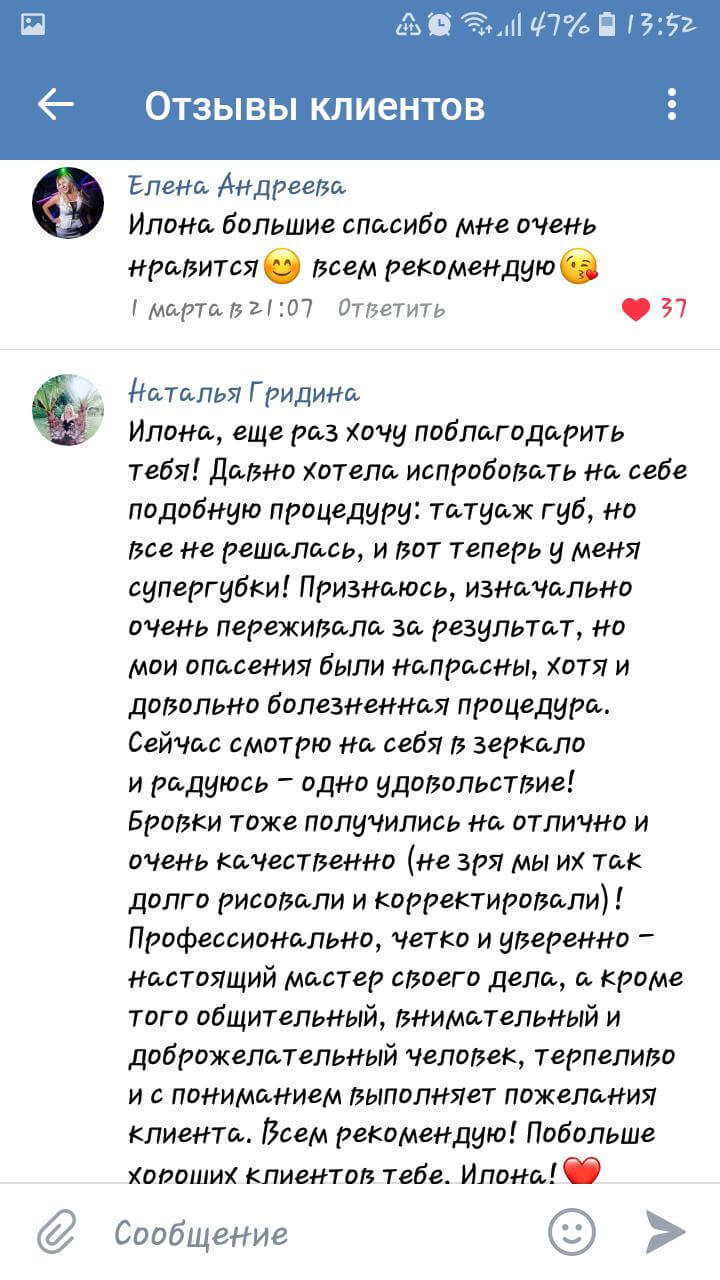 47% 13:52
Отзывы клиентов
Елена Андреева
Илона большие спасибо мне очень
нравится😊 всем рекомендую😘
1 марта в 21:07 Ответить ❤ 37
Наталья Гридина
Илона, еще раз хочу поблагодарить
тебя! Давно хотела испробовать на себе
подобную процедуру: татуаж губ, но
все не решалась, и вот теперь у меня
супергубки! Признаюсь, изначально
очень переживала за результат, но
мои опасения были напрасны, хотя и
довольно болезненная процедура.
Сейчас смотрю на себя в зеркало
и радуюсь – одно удовольствие!
Бровки тоже получились на отлично и
очень качественно (не зря мы их так
долго рисовали и корректировали)!
Профессионально, четко и уверенно –
настоящий мастер своего дела, а кроме
того общительный, внимательный и
доброжелательный человек, терпеливо
и с пониманием выполняет пожелания
клиента. Всем рекомендую! Побольше
хороших клиентов тебе, Илона!❤
Сообщение